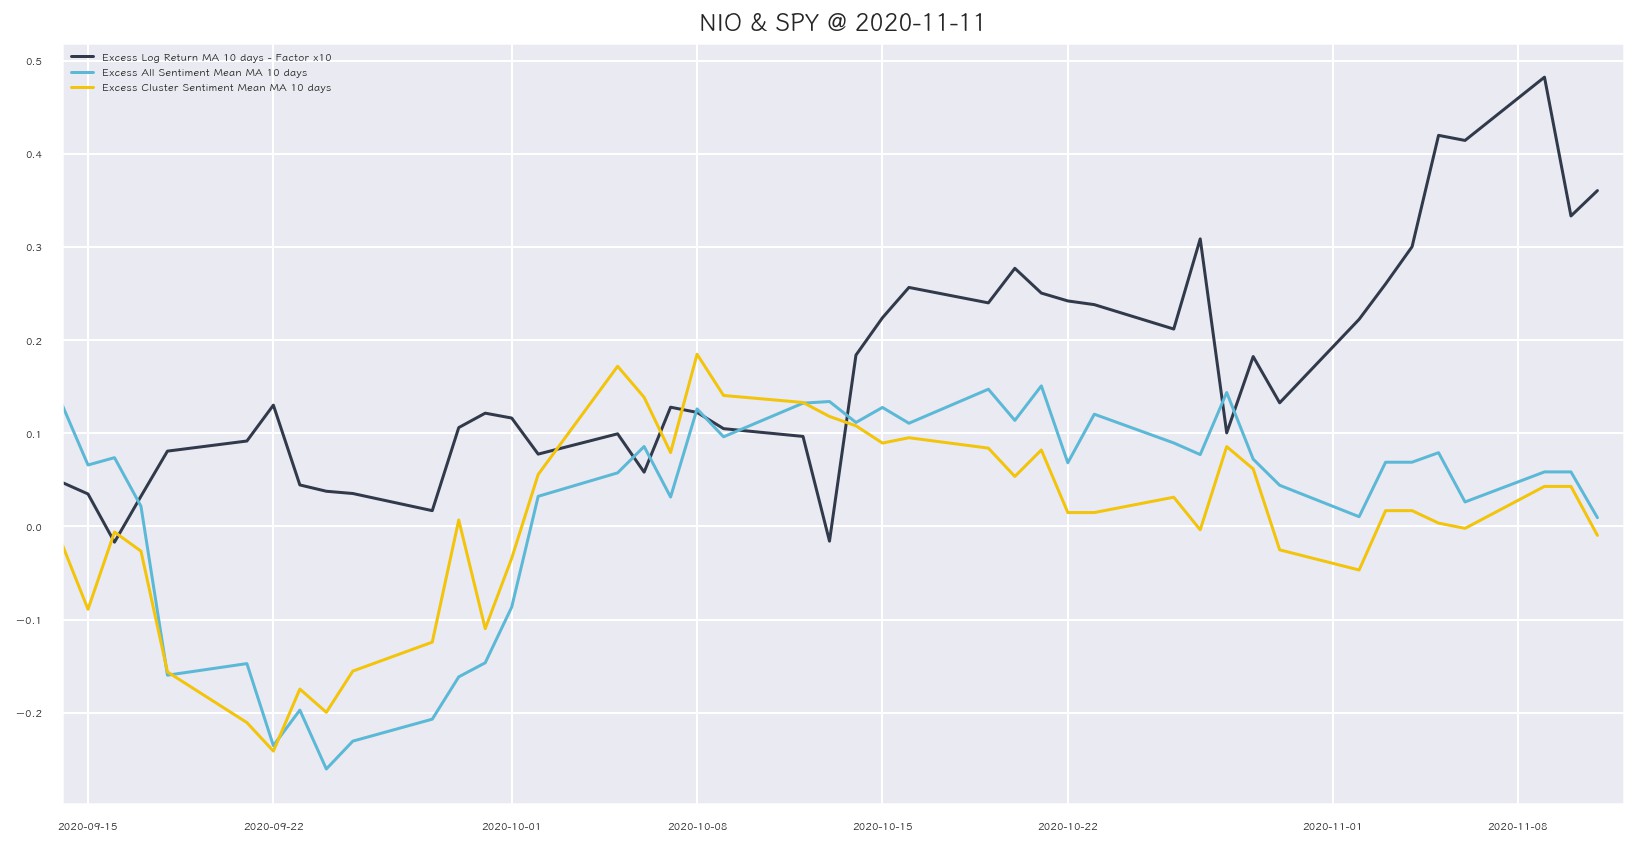 NIO & SPY @ 2020-11-11
Excess Log Return MA 10 days - Factor x10
Excess All Sentiment Mean MA 10 days
Excess Cluster Sentiment Mean MA 10 days
0.5
0.4
0.3
0.2
0.1
0.0
−0.1
−0.2
2020-09-15 2020-09-22 2020-10-01 2020-10-08 2020-10-15 2020-10-22 2020-11-01 2020-11-08